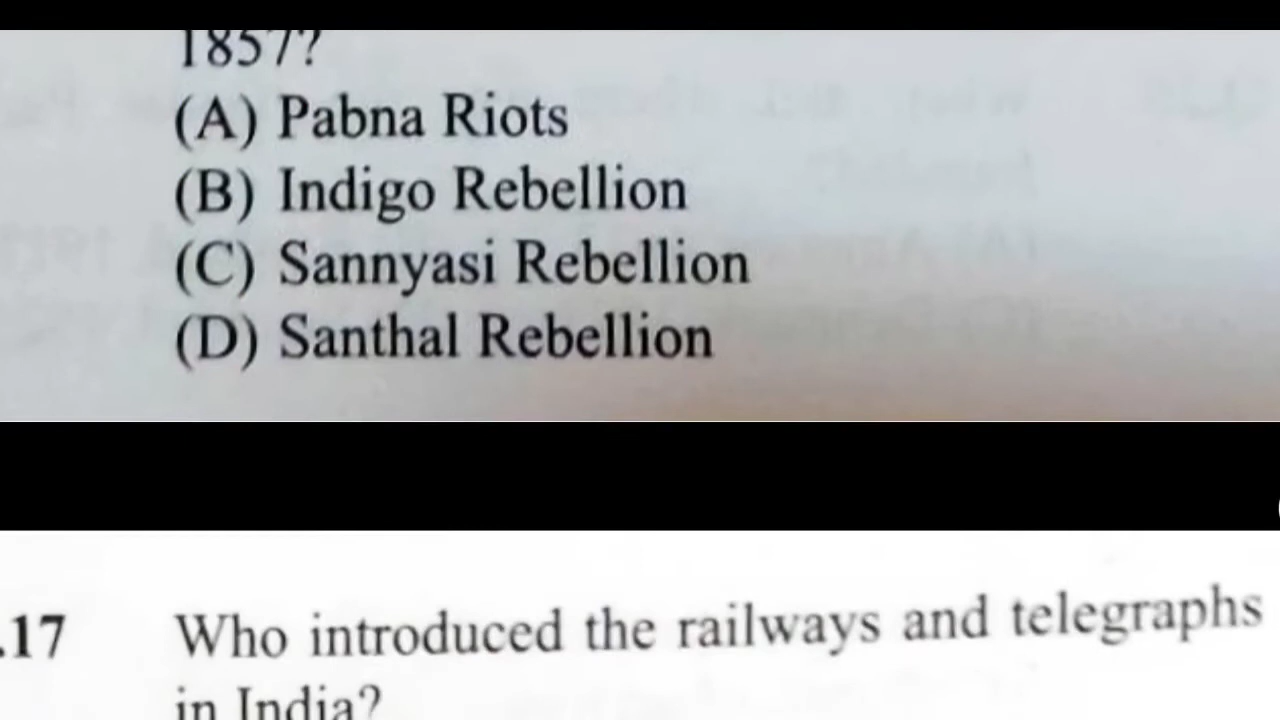 1857?
(A) Pabna Riots
(B) Indigo Rebellion
(C) Sannyasi Rebellion
(D) Santhal Rebellion
.17 Who introduced the railways and telegraphs
in India?